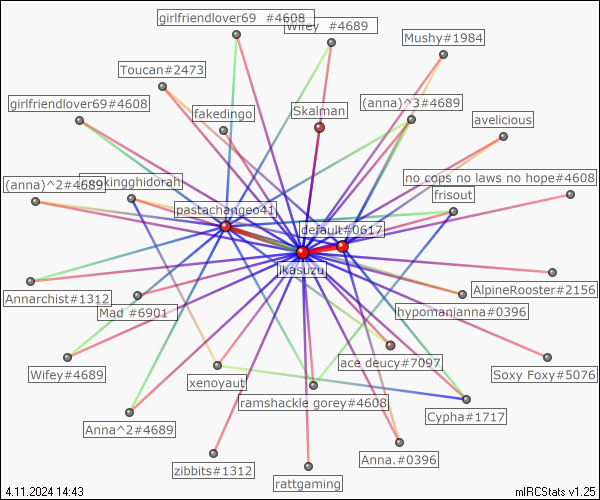 girlfriendlover69 #4608
Wifey #4689
Mushy#1984
Toucan#2473
girlfriendlover69#4608
fakedingo
Skalman
(anna)^3#4689
avelicious
(anna)^2#4689
kingghidorah
no cops no laws no hope#4608
frisout
pastachangeo41
default#0617
ikasuzu
Annarchist#1312
Mad #6901
AlpineRooster#2156
hypomanianna#0396
Wifey#4689
xenoyaut
ace deucy#7097
Soxy Foxy#5076
ramshackle gorey#4608
Anna^2#4689
Cypha#1717
zibbits#1312
rattgaming
Anna.#0396
4.11.2024 14:43
mIRCStats v1.25